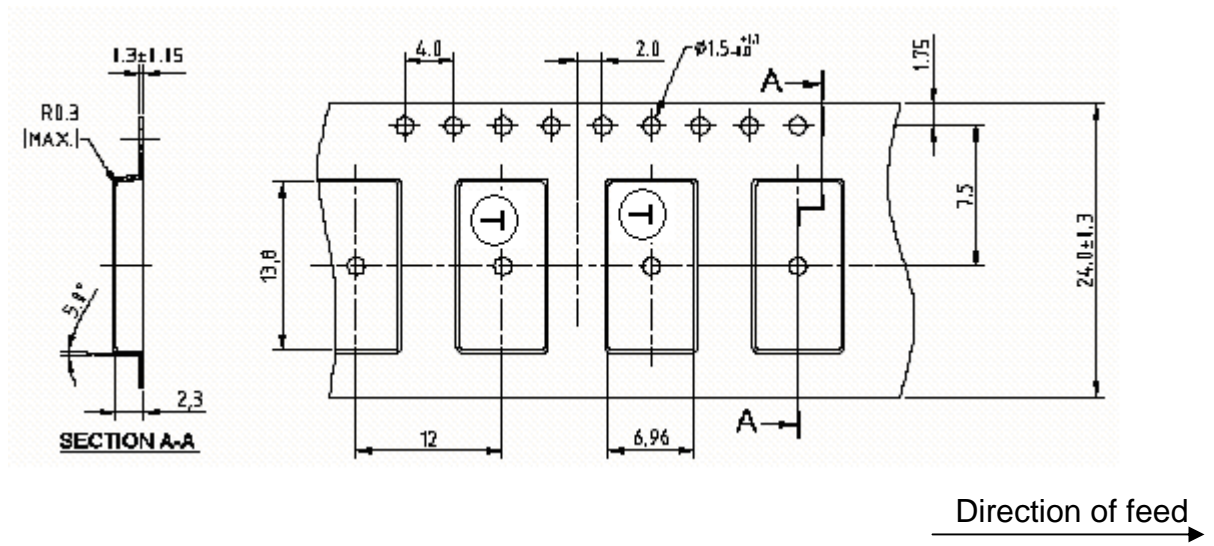 1.3±1.15
4.0
2.0
1.75
A
R0.3
|MAX.|
T
T
7.5
13,8
24.0±1.3
5.0°
2,3
SECTION A-A
12
6,96
A
Direction of feed